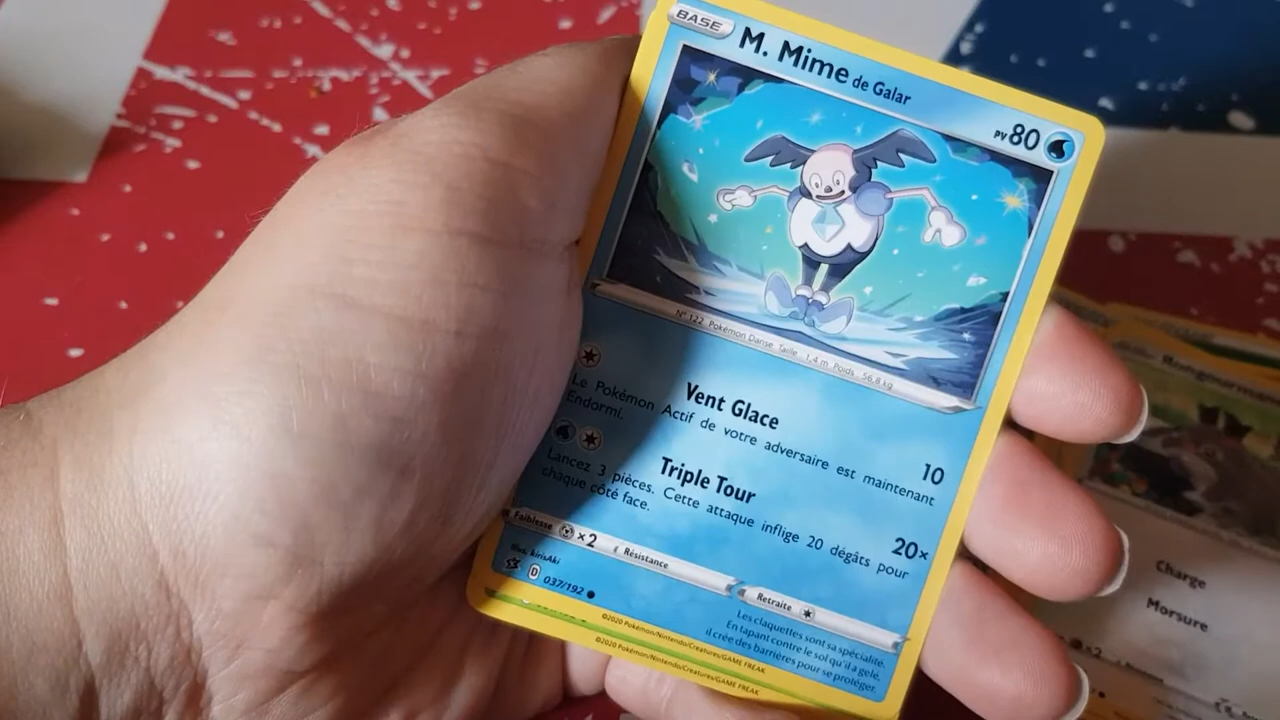 BASE
M. Mime de Galar
PV 80
N° 122 Pokémon Danse. Taille : 1,4 m Poids : 56,8 kg
Vent Glace 10
Le Pokémon Actif de votre adversaire est maintenant
Endormi.
Triple Tour 20×
Lancez 3 pièces. Cette attaque inflige 20 dégâts pour
chaque côté face.
Faiblesse ×2 Résistance Retraite
Illus. kirisAki
D 037/192
Les claquettes sont sa spécialité.
En tapant contre le sol qu'il a gelé,
il crée des barrières pour se protéger.
©2020 Pokémon/Nintendo/Creatures/GAME FREAK
©2020 Pokémon/Nintendo/Creatures/GAME FREAK
Charge
Morsure
×2